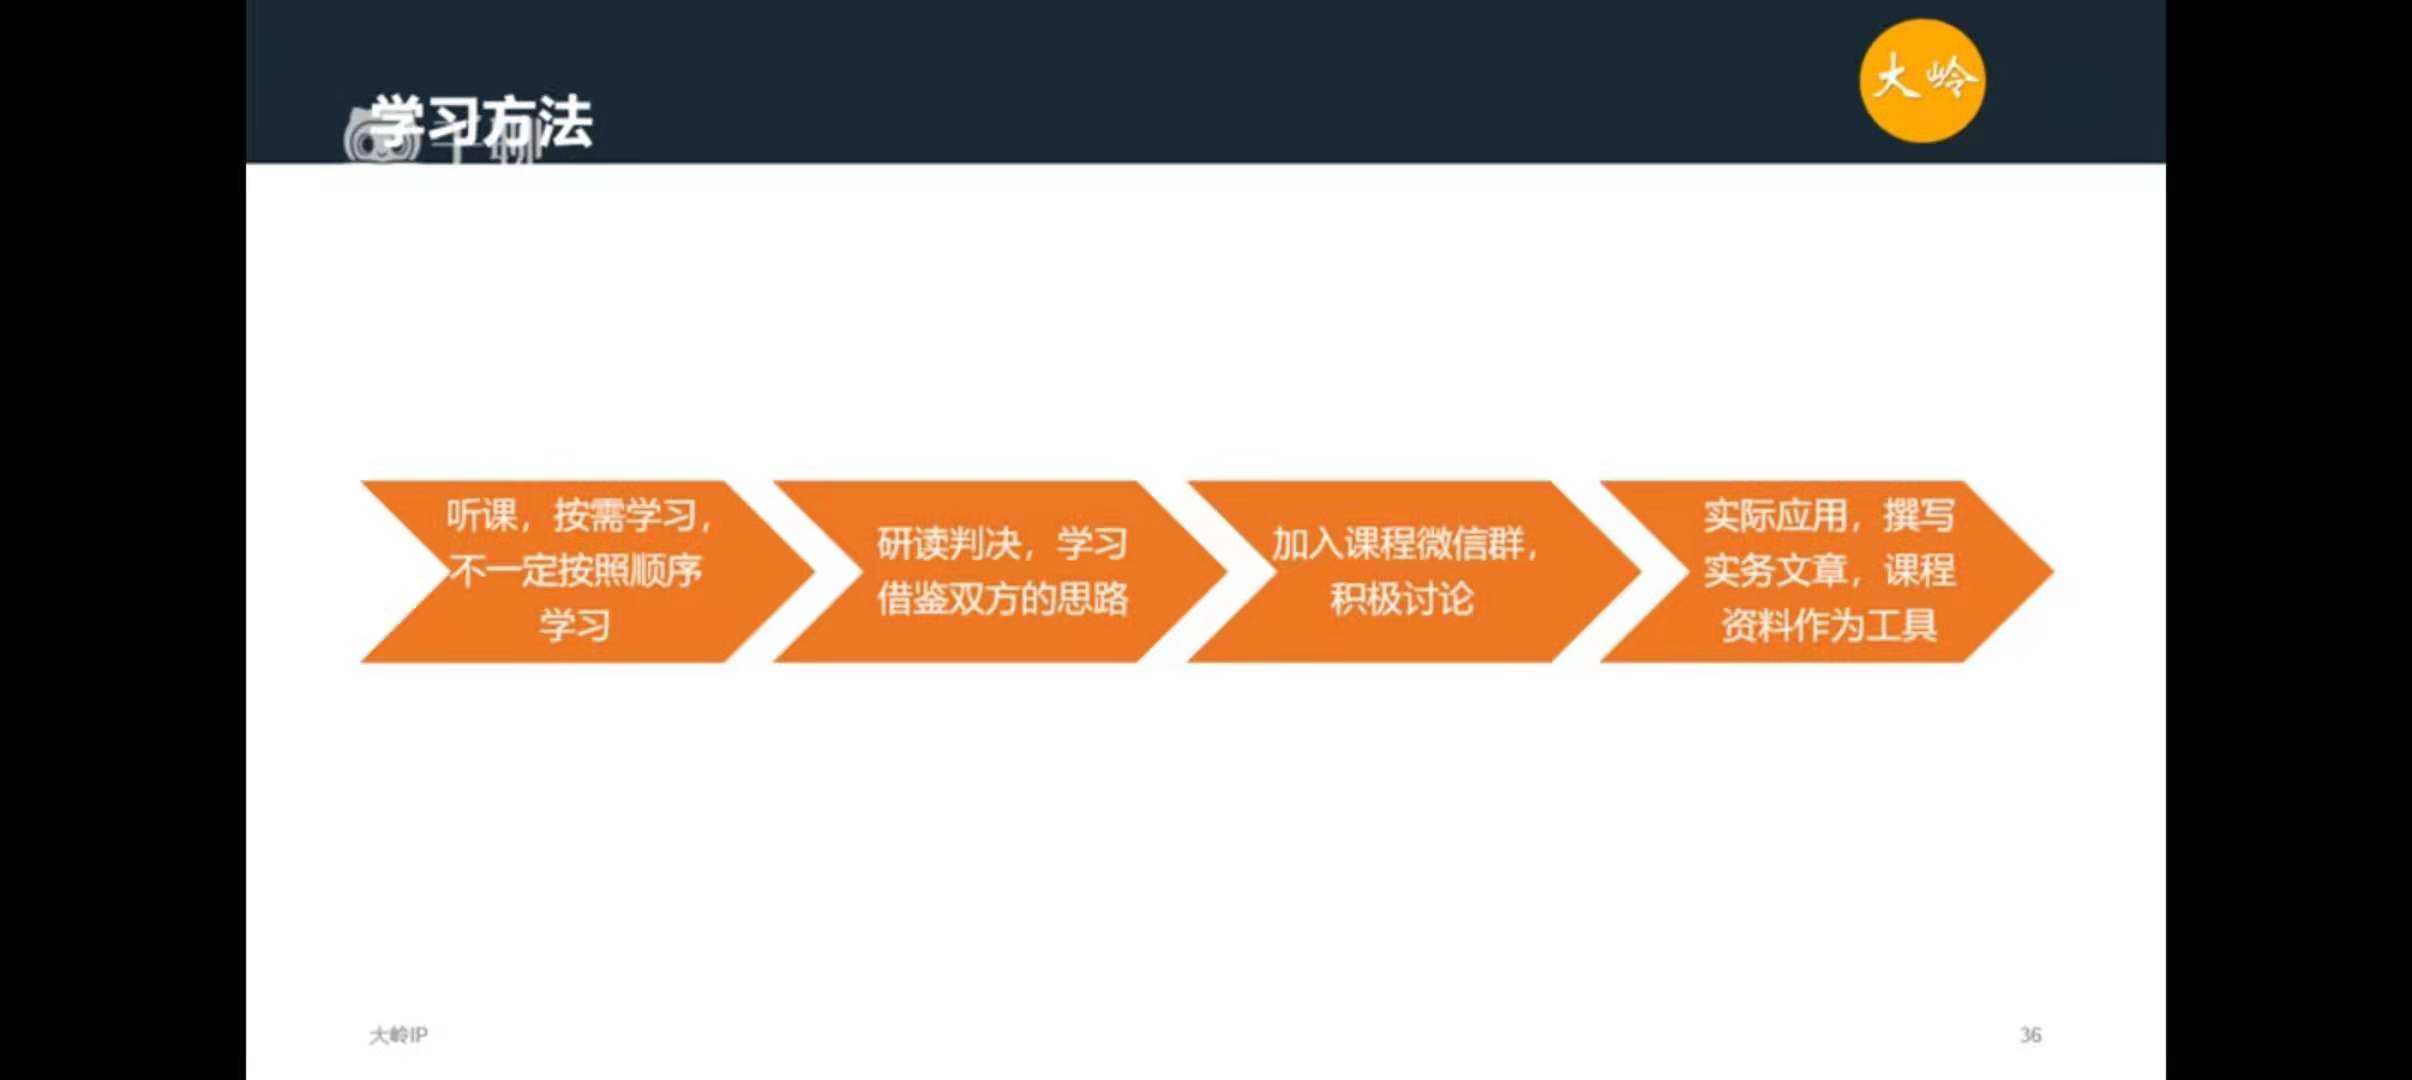 大岭
学习方法
千聊
听课，按需学习，
不一定按照顺序
学习
研读判决，学习
借鉴双方的思路
加入课程微信群，
积极讨论
实际应用，撰写
实务文章，课程
资料作为工具
大岭IP
36